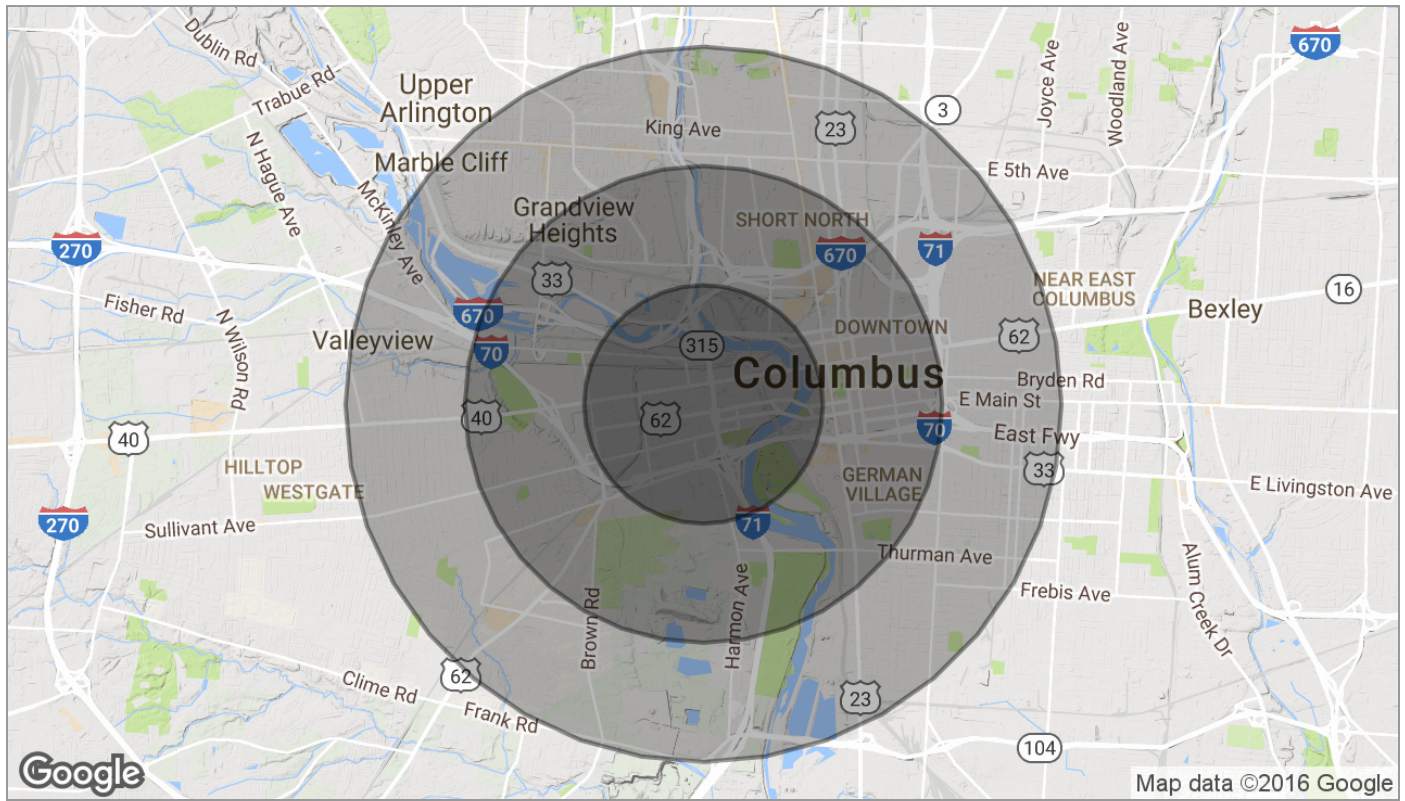 Dublin Rd
670
Upper
Arlington
Trabue Rd
Joyce Ave
Woodland Ave
3
King Ave
23
N Hague Ave
Marble Cliff
E 5th Ave
McKinley Ave
Grandview
Heights
SHORT NORTH
270
670
71
33
NEAR EAST
COLUMBUS
16
Fisher Rd
670
Bexley
N Wilson Rd
Valleyview
DOWNTOWN
62
315
70
Columbus
Bryden Rd
E Main St
40
40
62
70
East Fwy
HILLTOP
WESTGATE
GERMAN
VILLAGE
33
E Livingston Ave
270
Sullivant Ave
71
Thurman Ave
Alum Creek Dr
Frebis Ave
Brown Rd
Harmon Ave
62
Clime Rd
23
Frank Rd
104
Google
Map data ©2016 Google